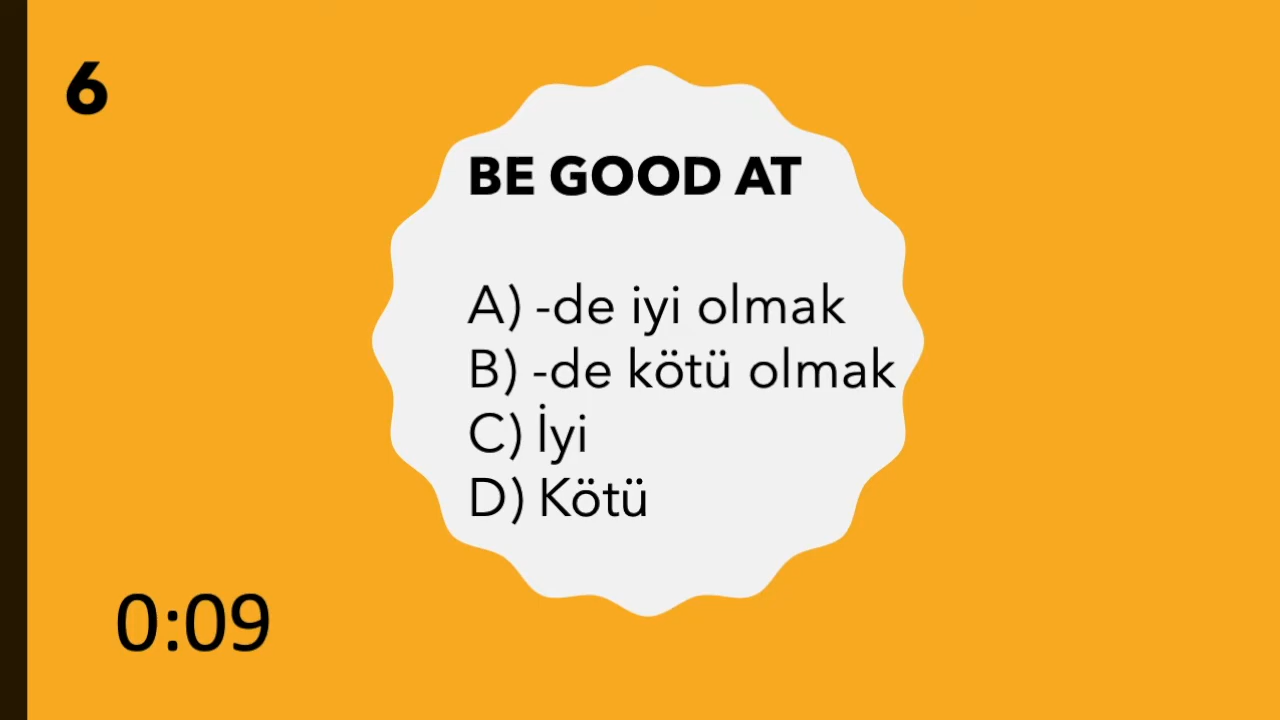 6
BE GOOD AT
A) -de iyi olmak
B) -de kötü olmak
C) İyi
D) Kötü
0:09